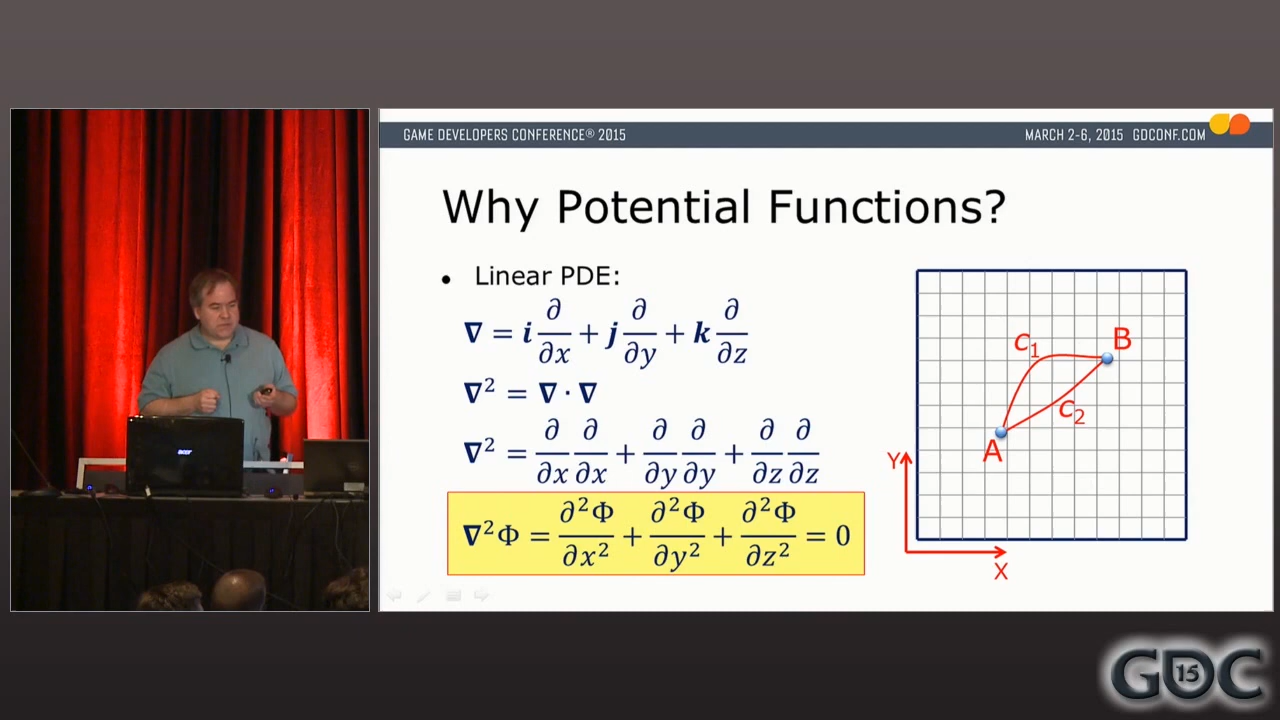 GAME DEVELOPERS CONFERENCE® 2015
MARCH 2-6, 2015 GDCONF.COM
Why Potential Functions?
• Linear PDE:
∇ = i ∂/∂x + j ∂/∂y + k ∂/∂z
∇² = ∇ · ∇
∇² = ∂/∂x ∂/∂x + ∂/∂y ∂/∂y + ∂/∂z ∂/∂z
∇²Φ = ∂²Φ/∂x² + ∂²Φ/∂y² + ∂²Φ/∂z² = 0
C₁
B
C₂
A
Y
X
acer
GDC
15